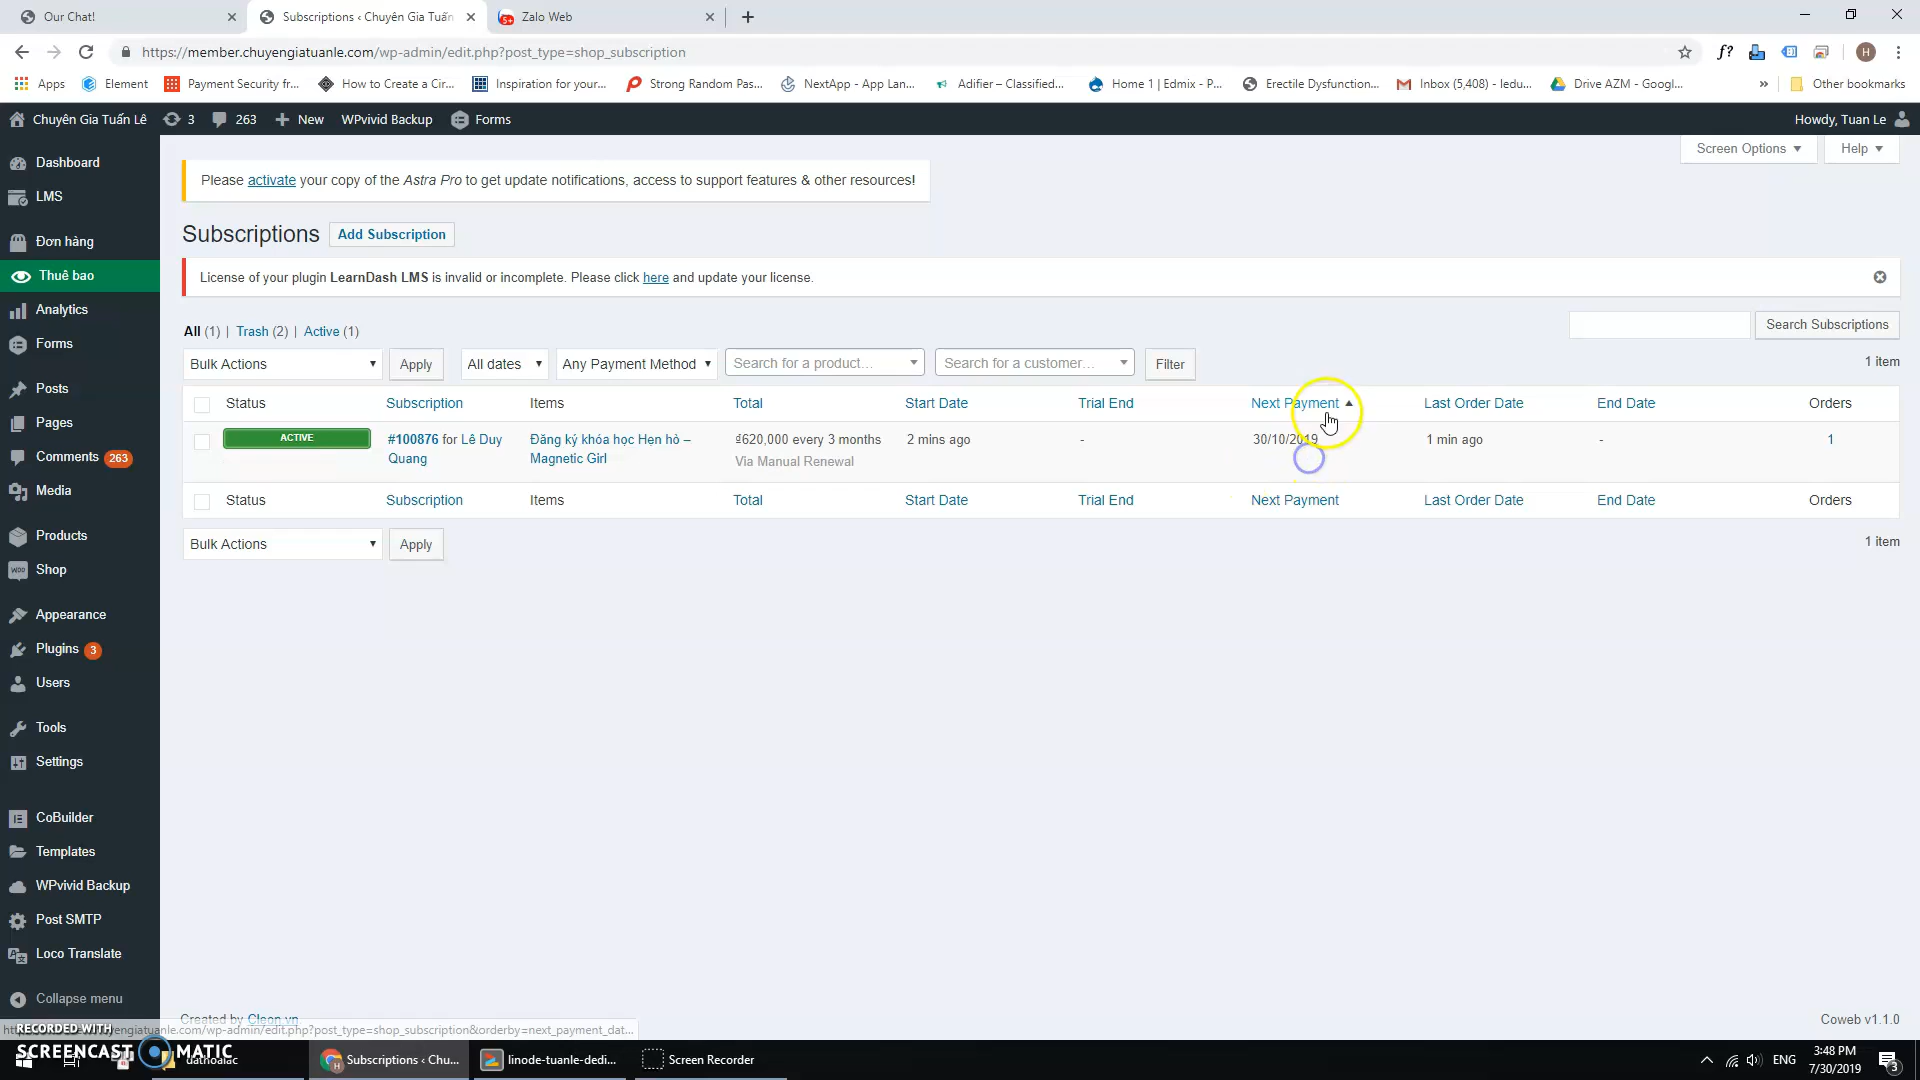 Our Chat!
Subscriptions ‹ Chuyên Gia Tuấn
Zalo Web
https://member.chuyengiatuanle.com/wp-admin/edit.php?post_type=shop_subscription
Apps
Element
Payment Security fr...
How to Create a Cir...
Inspiration for your...
Strong Random Pas...
NextApp - App Lan...
Adifier – Classified...
Home 1 | Edmix - P...
Erectile Dysfunction...
Inbox (5,408) - ledu...
Drive AZM - Googl...
»
Other bookmarks
Chuyên Gia Tuấn Lê
3
263
New
WPvivid Backup
Forms
Howdy, Tuan Le
Screen Options
Help
Dashboard
LMS
Đơn hàng
Thuê bao
Analytics
Forms
Posts
Pages
Comments 263
Media
Products
Shop
Appearance
Plugins 3
Users
Tools
Settings
CoBuilder
Templates
WPvivid Backup
Post SMTP
Loco Translate
Collapse menu
Please activate your copy of the Astra Pro to get update notifications, access to support features & other resources!
Subscriptions
Add Subscription
License of your plugin LearnDash LMS is invalid or incomplete. Please click here and update your license.
All (1) | Trash (2) | Active (1)
Search Subscriptions
Bulk Actions
Apply
All dates
Any Payment Method
Search for a product…
Search for a customer…
Filter
1 item
Status
Subscription
Items
Total
Start Date
Trial End
Next Payment
Last Order Date
End Date
Orders
ACTIVE
#100876 for Lê Duy
Quang
Đăng ký khóa học Hẹn hò –
Magnetic Girl
₫620,000 every 3 months
Via Manual Renewal
2 mins ago
-
30/10/2019
1 min ago
-
1
Status
Subscription
Items
Total
Start Date
Trial End
Next Payment
Last Order Date
End Date
Orders
Bulk Actions
Apply
1 item
Created by Cleon.vn
Coweb v1.1.0
engiatuanle.com/wp-admin/edit.php?post_type=shop_subscription&orderby=next_payment_dat...
RECORDED WITH
SCREENCAST MATIC
Subscriptions ‹ Chu...
linode-tuanle-dedi...
Screen Recorder
ENG
3:48 PM
7/30/2019
3